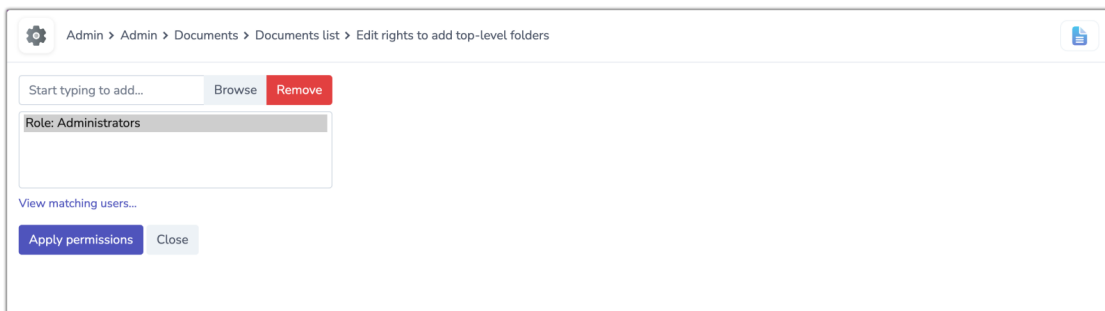 Admin > Admin > Documents > Documents list > Edit rights to add top-level folders
Start typing to add... Browse Remove
Role: Administrators
View matching users...
Apply permissions Close